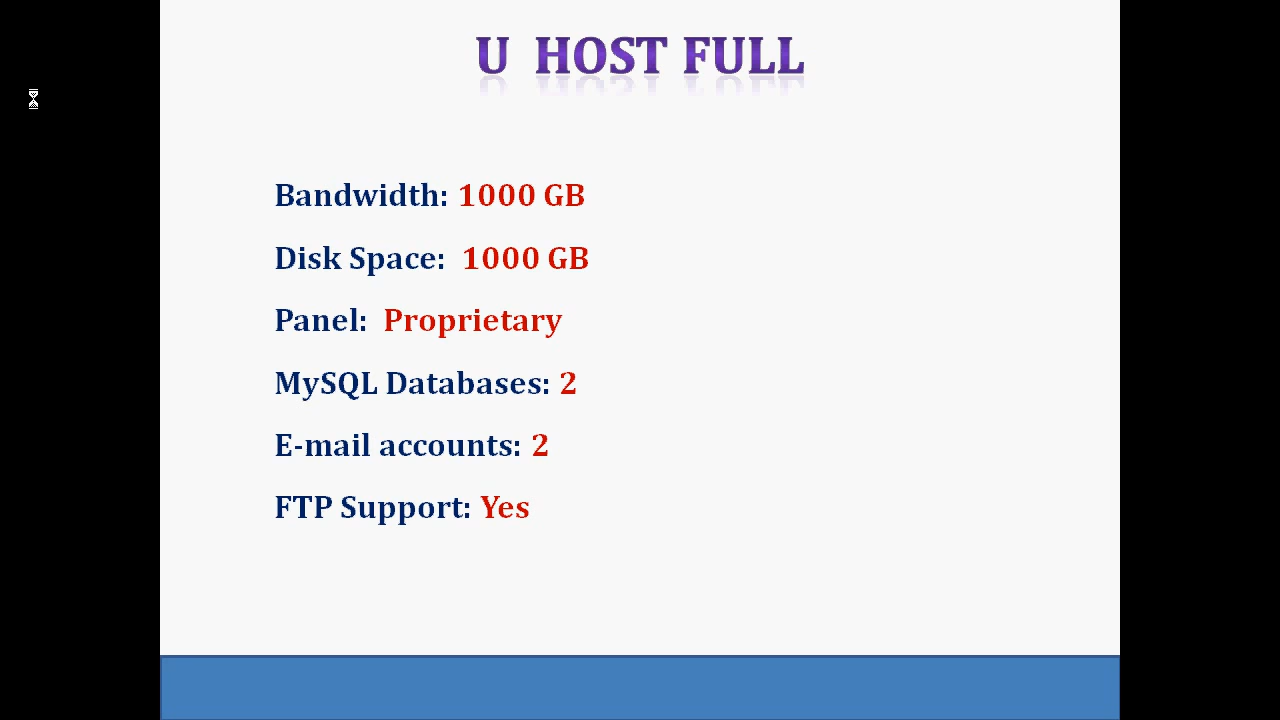 U HOST FULL
Bandwidth: 1000 GB
Disk Space: 1000 GB
Panel: Proprietary
MySQL Databases: 2
E-mail accounts: 2
FTP Support: Yes